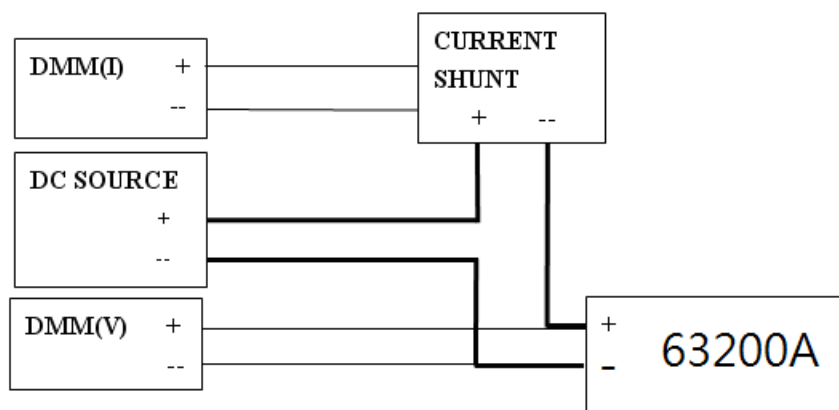 DMM(I) +
--
CURRENT
SHUNT
+ --
DC SOURCE
+
--
DMM(V) +
--
+
-
63200A